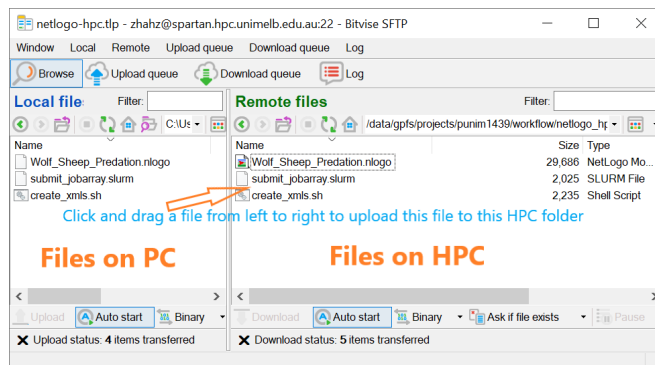 netlogo-hpc.tlp - zhahz@spartan.hpc.unimelb.edu.au:22 - Bitvise SFTP
Window Local Remote Upload queue Download queue Log
Browse Upload queue Download queue Log
Local file Filter:
Remote files Filter:
C:\Us
/data/gpfs/projects/punim1439/workflow/netlogo_hp
Name
Name Size Type
Wolf_Sheep_Predation.nlogo
submit_jobarray.slurm
create_xmls.sh
Wolf_Sheep_Predation.nlogo 29,686 NetLogo Mo...
submit_jobarray.slurm 2,025 SLURM File
create_xmls.sh 2,235 Shell Script
Click and drag a file from left to right to upload this file to this HPC folder
Files on PC
Files on HPC
Upload Auto start Binary
Download Auto start Binary Ask if file exists Pause
Upload status: 4 items transferred
Download status: 5 items transferred